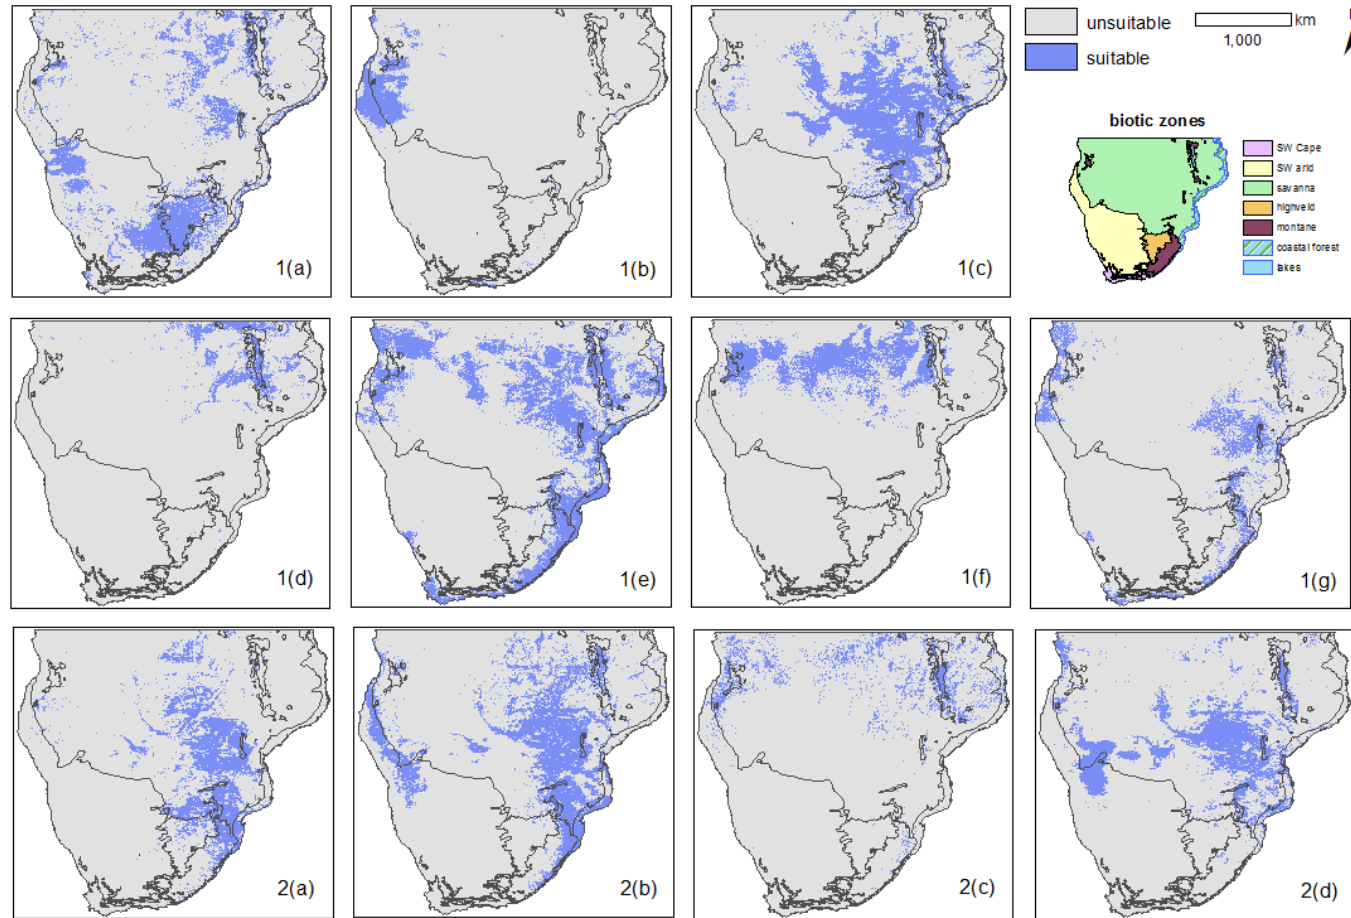 unsuitable
suitable
km
1,000
biotic zones
SW Cape
SW arid
savanna
highveld
montane
coastal forest
lakes
1(a)
1(b)
1(c)
1(d)
1(e)
1(f)
1(g)
2(a)
2(b)
2(c)
2(d)